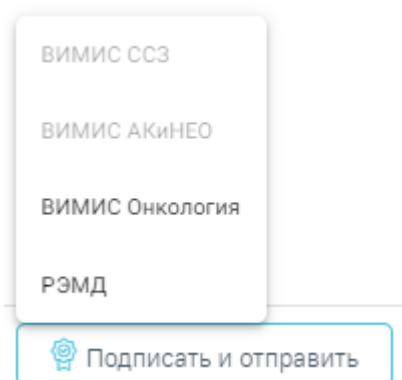 ВИМИС ССЗ
ВИМИС АКиНЕО
ВИМИС Онкология
РЭМД
Подписать и отправить